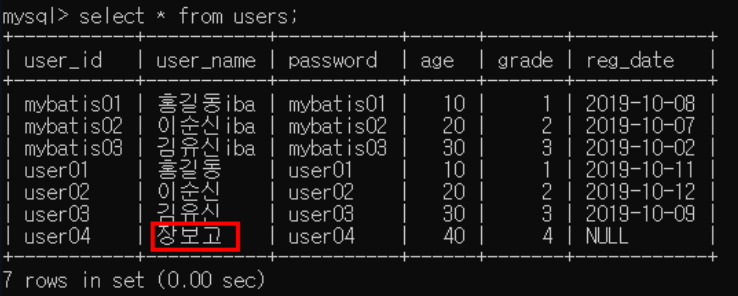 mysql> select * from users;
| user_id | user_name | password | age | grade | reg_date |
| mybatis01 | 홍길동iba | mybatis01 | 10 | 1 | 2019-10-08 |
| mybatis02 | 이순신iba | mybatis02 | 20 | 2 | 2019-10-07 |
| mybatis03 | 김유신iba | mybatis03 | 30 | 3 | 2019-10-02 |
| user01 | 홍길동 | user01 | 10 | 1 | 2019-10-11 |
| user02 | 이순신 | user02 | 20 | 2 | 2019-10-12 |
| user03 | 김유신 | user03 | 30 | 3 | 2019-10-09 |
| user04 | 장보고 | user04 | 40 | 4 | NULL |
7 rows in set (0.00 sec)